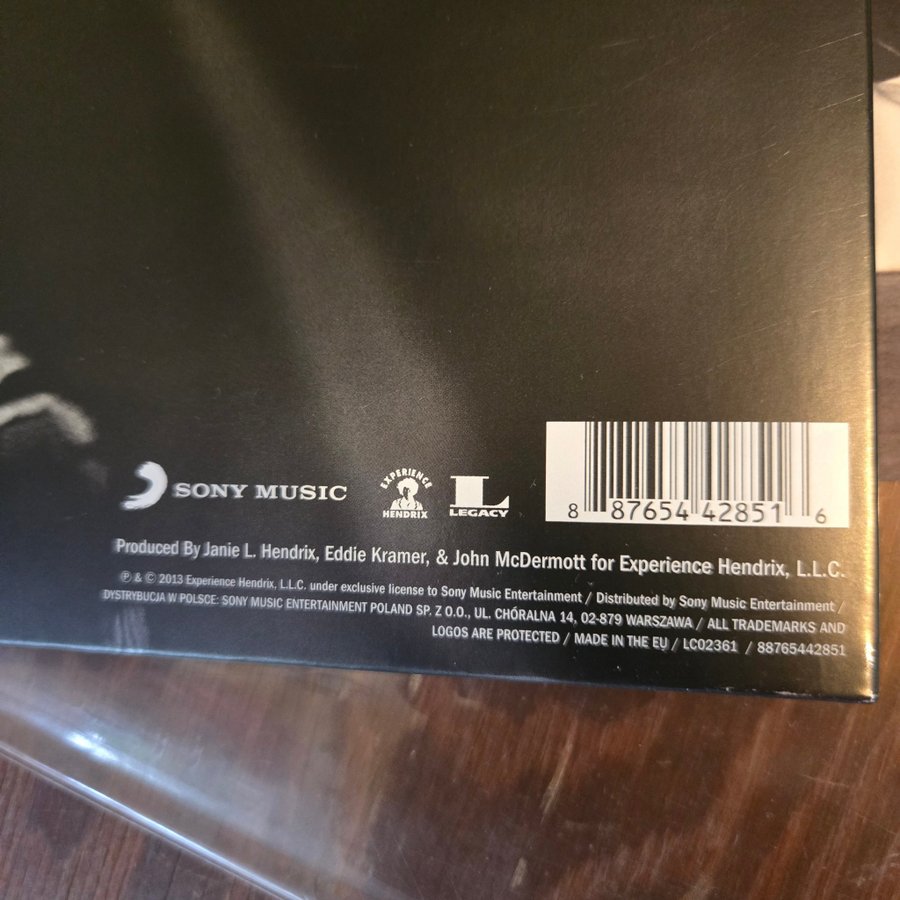 SONY MUSIC
EXPERIENCE
HENDRIX
L
LEGACY
8 87654 42851 6
Produced By Janie L. Hendrix, Eddie Kramer, & John McDermott for Experience Hendrix, L.L.C.
℗ & © 2013 Experience Hendrix, L.L.C. under exclusive license to Sony Music Entertainment / Distributed by Sony Music Entertainment /
DYSTRYBUCJA W POLSCE: SONY MUSIC ENTERTAINMENT POLAND SP. Z O.O., UL. CHÓRALNA 14, 02-879 WARSZAWA / ALL TRADEMARKS AND
LOGOS ARE PROTECTED / MADE IN THE EU / LC02361 / 88765442851